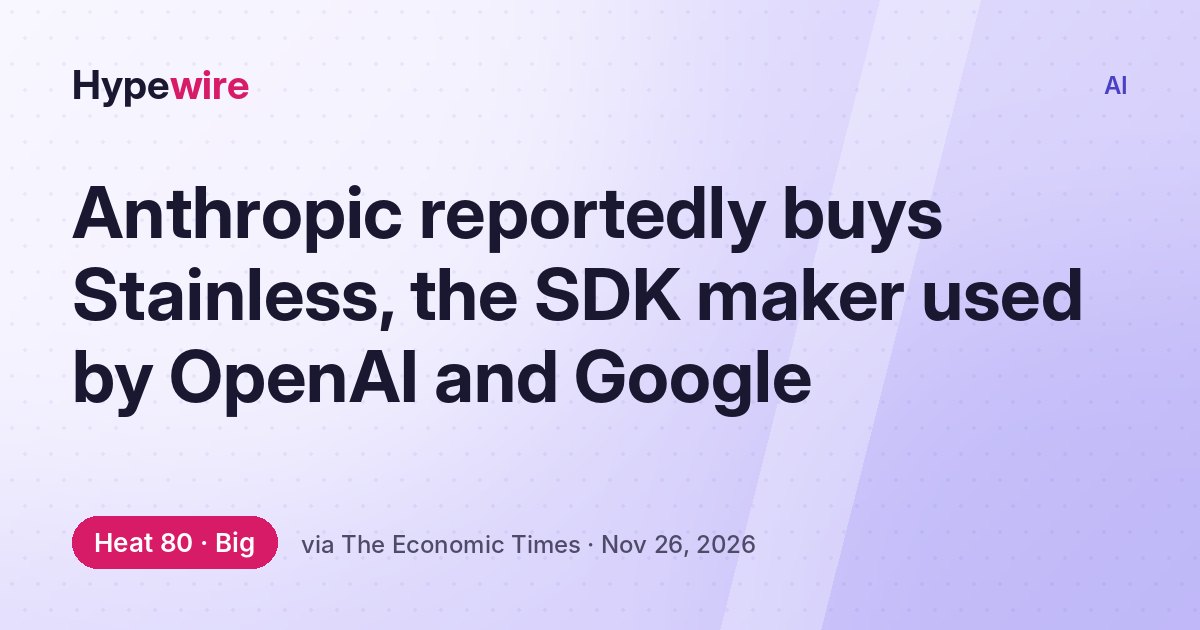 Hypewire
AI
Anthropic reportedly buys
Stainless, the SDK maker used
by OpenAI and Google
Heat 80 · Big
via The Economic Times · Nov 26, 2026